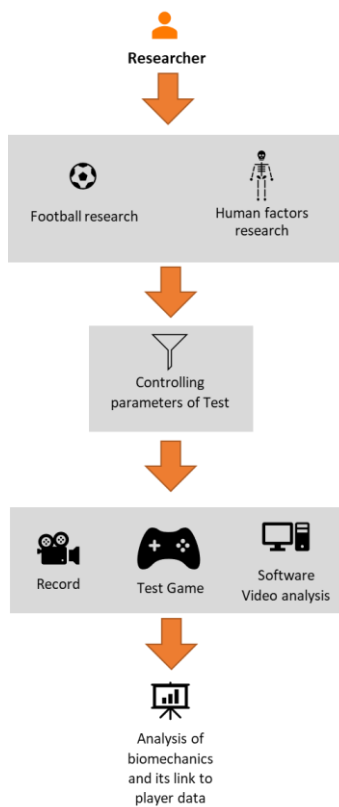 Researcher
Football research
Human factors
research
Controlling
parameters of Test
Record
Test Game
Software
Video analysis
Analysis of
biomechanics
and its link to
player data